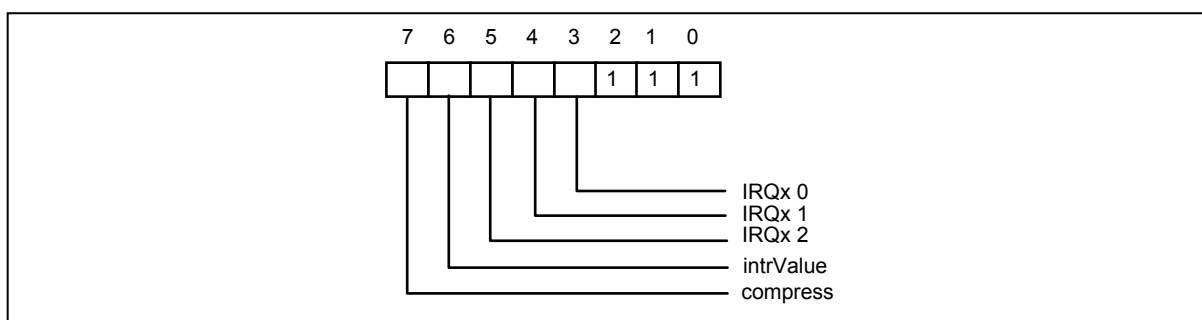 7 6 5 4 3 2 1 0
1 1 1
IRQx 0
IRQx 1
IRQx 2
intrValue
compress